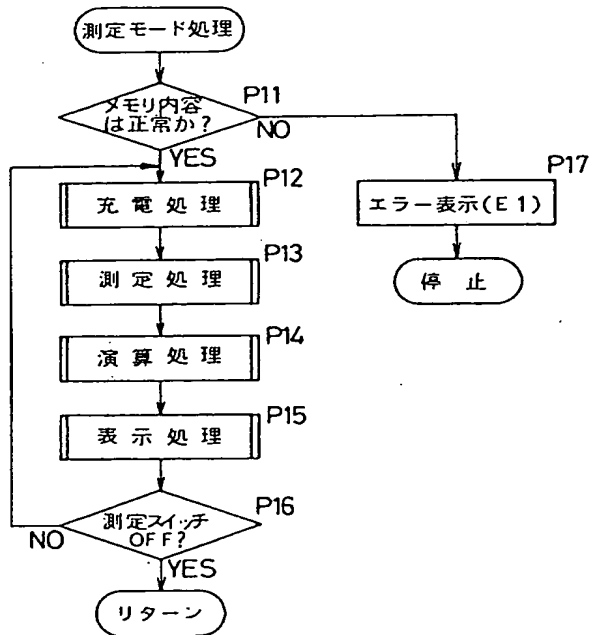 測定モード処理
P11
メモリ内容
は正常か?
NO
YES
P12
充電処理
P13
測定処理
P14
演算処理
P15
表示処理
P16
測定スイッチ
OFF?
NO
YES
リターン
P17
エラー表示(E1)
停止